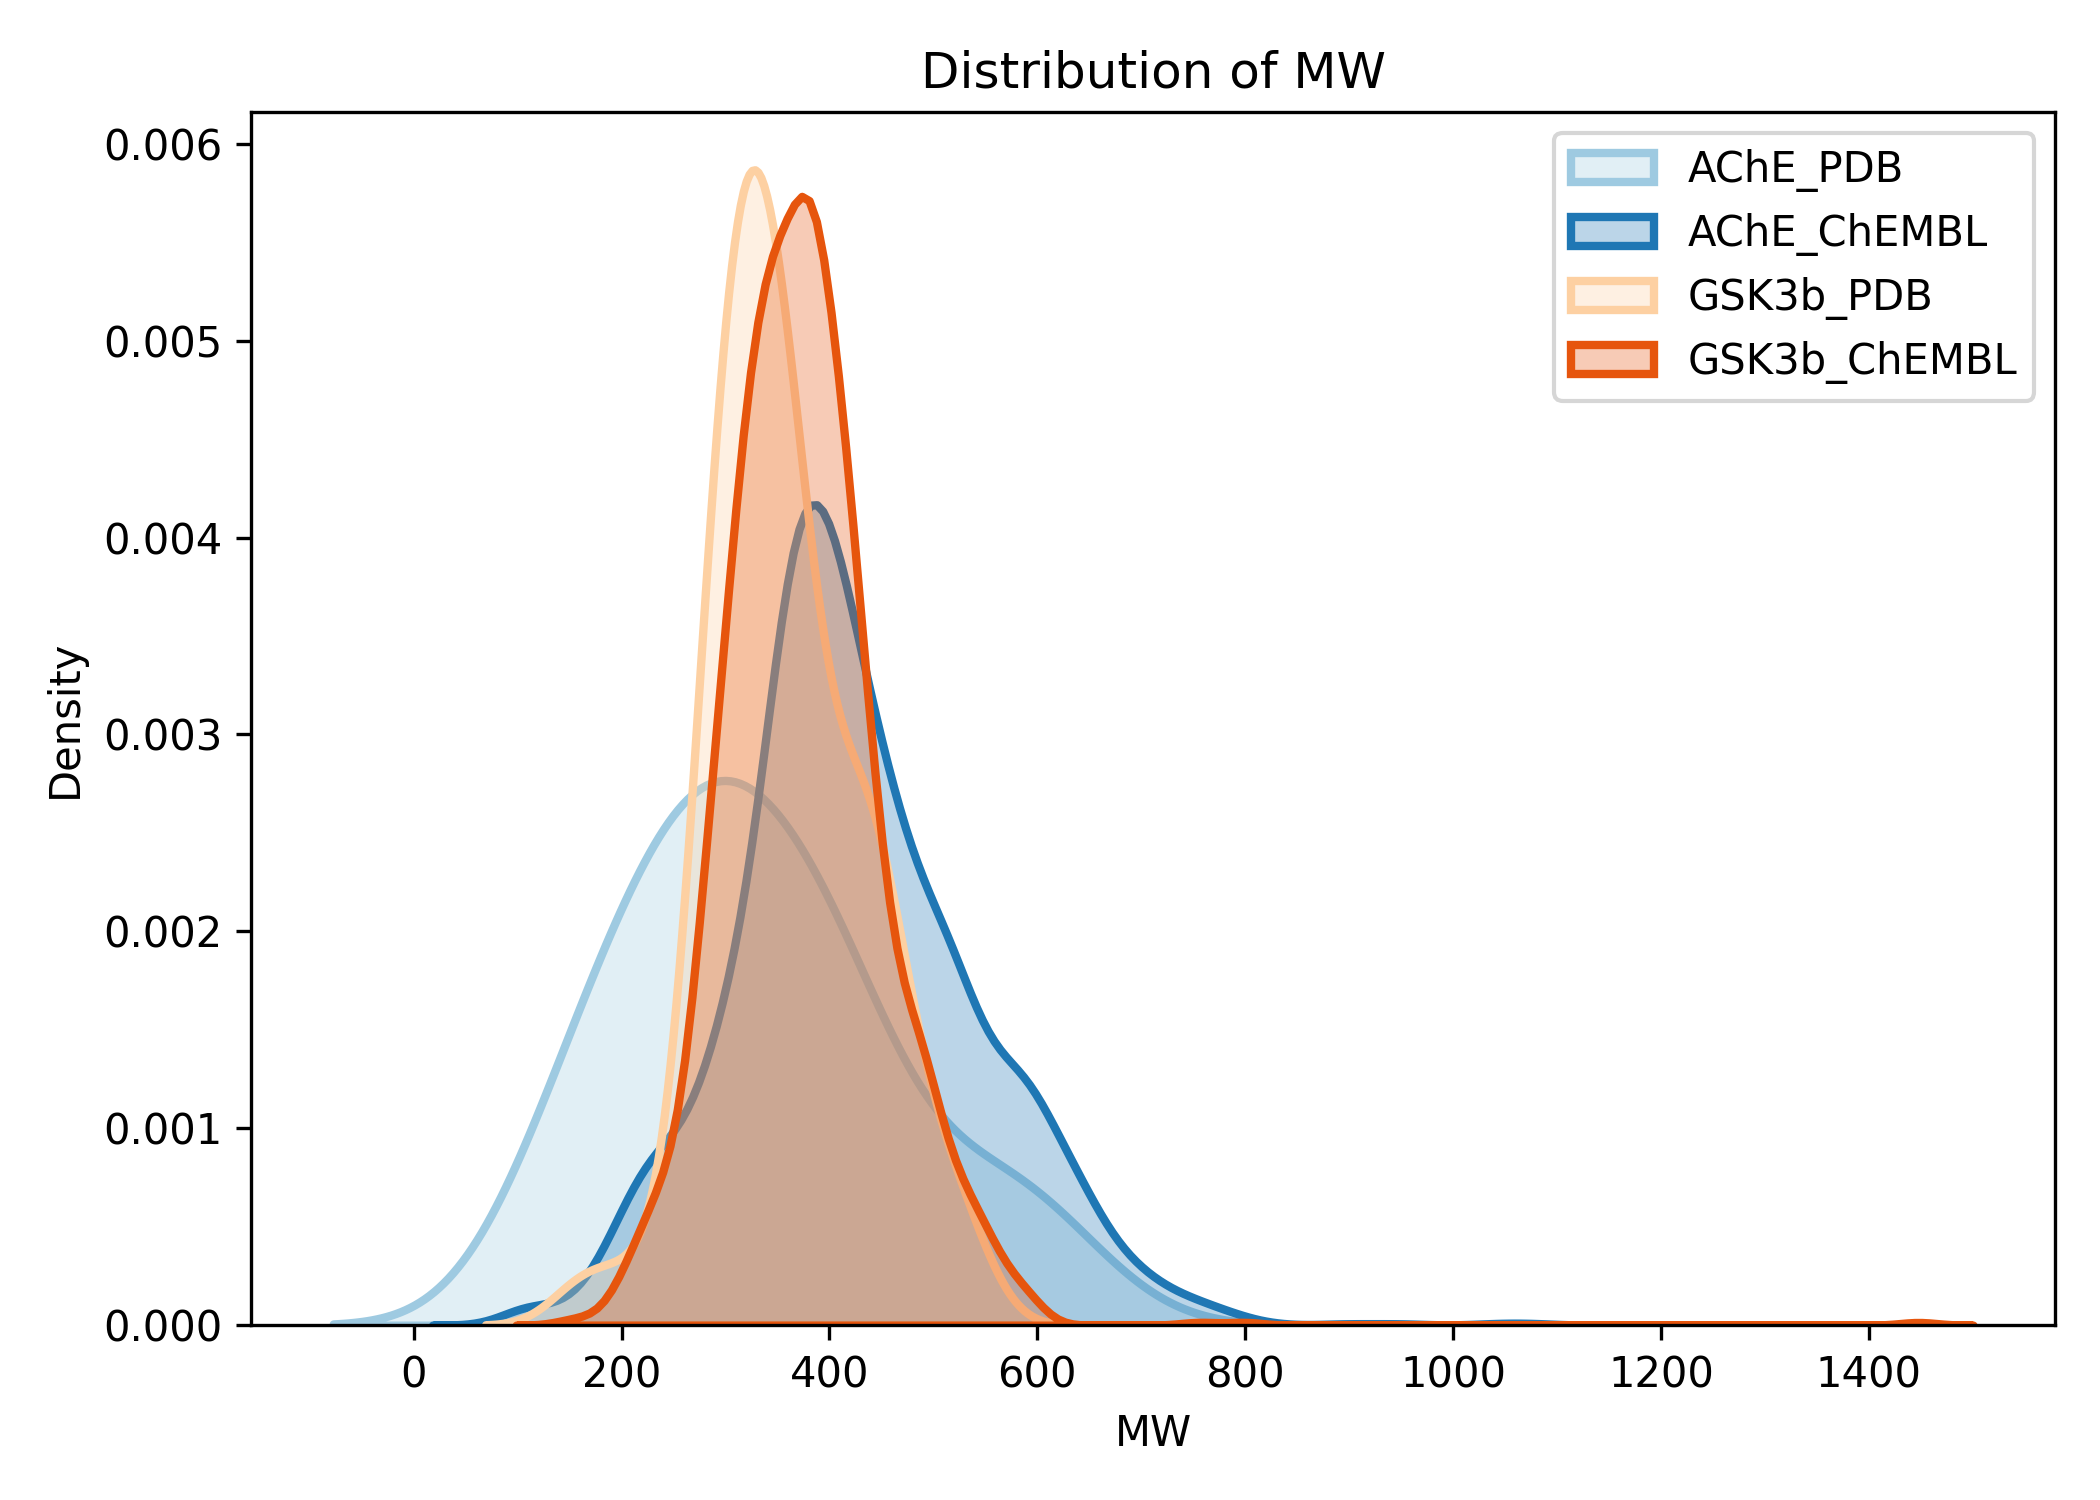 Distribution of MW
AChE_PDB
AChE_ChEMBL
GSK3b_PDB
GSK3b_ChEMBL
Density
0.006
0.005
0.004
0.003
0.002
0.001
0.000
0 200 400 600 800 1000 1200 1400
MW